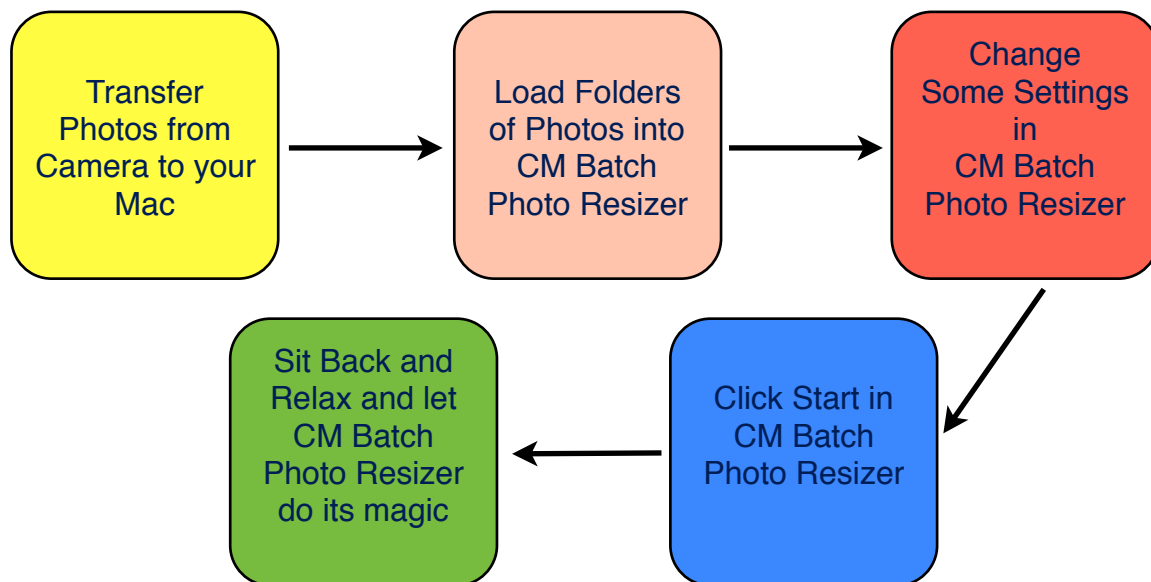 Transfer
Photos from
Camera to your
Mac
Load Folders
of Photos into
CM Batch
Photo Resizer
Change
Some Settings
in
CM Batch
Photo Resizer
Click Start in
CM Batch
Photo Resizer
Sit Back and
Relax and let
CM Batch
Photo Resizer
do its magic